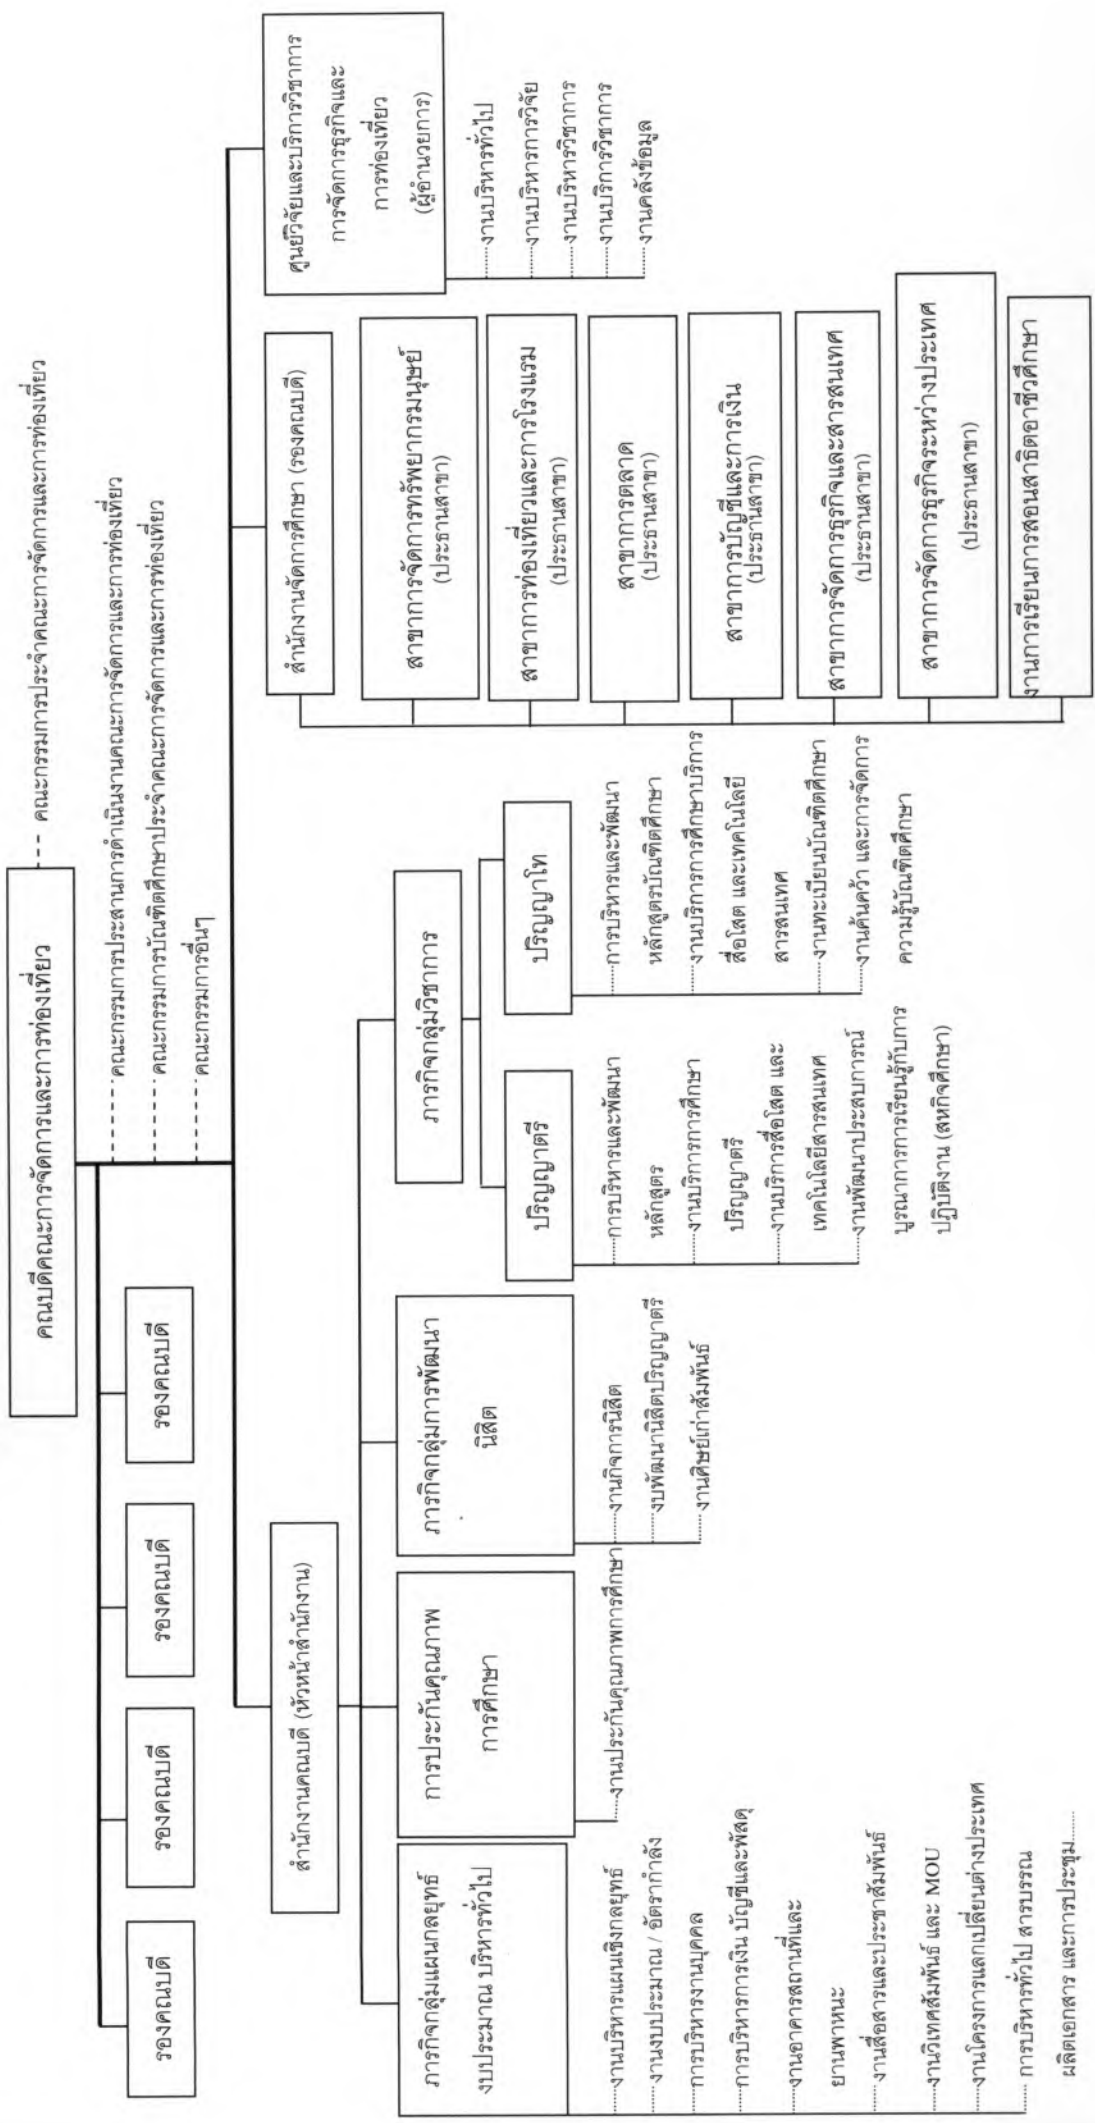 คณบดีคณะการจัดการและการท่องเที่ยว
คณะกรรมการประจำคณะการจัดการและการท่องเที่ยว
คณะกรรมการประสานการดำเนินงานคณะการจัดการและการท่องเที่ยว
คณะกรรมการบัณฑิตศึกษาประจำคณะการจัดการและการท่องเที่ยว
คณะกรรมการอื่นๆ
รองคณบดี
รองคณบดี
รองคณบดี
รองคณบดี
สำนักงานคณบดี (หัวหน้าสำนักงาน)
ภารกิจกลุ่มแผนกลยุทธ์
งบประมาณ บริหารทั่วไป
งานบริหารแผนเชิงกลยุทธ์
งานงบประมาณ / อัตรากำลัง
การบริหารงานบุคคล
การบริหารการเงิน บัญชีและพัสดุ
งานอาคารสถานที่และ
ยานพาหนะ
งานสื่อสารและประชาสัมพันธ์
งานวิเทศสัมพันธ์ และ MOU
งานโครงการแลกเปลี่ยนต่างประเทศ
การบริหารทั่วไป สารบรรณ
ผลิตเอกสาร และการประชุม
การประกันคุณภาพ
การศึกษา
งานประกันคุณภาพการศึกษา
ภารกิจกลุ่มการพัฒนา
นิสิต
งานกิจการนิสิต
งบพัฒนานิสิตปริญญาตรี
งานศิษย์เก่าสัมพันธ์
ภารกิจกลุ่มวิชาการ
ปริญญาตรี
การบริหารและพัฒนา
หลักสูตร
งานบริการการศึกษา
ปริญญาตรี
งานบริการสื่อโสต และ
เทคโนโลยีสารสนเทศ
งานพัฒนาประสบการณ์
บูรณาการการเรียนรู้กับการ
ปฏิบัติงาน (สหกิจศึกษา)
ปริญญาโท
การบริหารและพัฒนา
หลักสูตรบัณฑิตศึกษา
งานบริการการศึกษาบริการ
สื่อโสต และเทคโนโลยี
สารสนเทศ
งานทะเบียนบัณฑิตศึกษา
งานค้นคว้า และการจัดการ
ความรู้บัณฑิตศึกษา
สำนักงานจัดการศึกษา (รองคณบดี)
สาขาการจัดการทรัพยากรมนุษย์
(ประธานสาขา)
สาขาการท่องเที่ยวและการโรงแรม
(ประธานสาขา)
สาขาการตลาด
(ประธานสาขา)
สาขาการบัญชีและการเงิน
(ประธานสาขา)
สาขาการจัดการธุรกิจและสารสนเทศ
(ประธานสาขา)
สาขาการจัดการธุรกิจระหว่างประเทศ
(ประธานสาขา)
งานการเรียนการสอนสาธิตอาชีวศึกษา
ศูนย์วิจัยและบริการวิชาการ
การจัดการธุรกิจและ
การท่องเที่ยว
(ผู้อำนวยการ)
งานบริหารทั่วไป
งานบริหารการวิจัย
งานบริหารวิชาการ
งานบริการวิชาการ
งานคลังข้อมูล